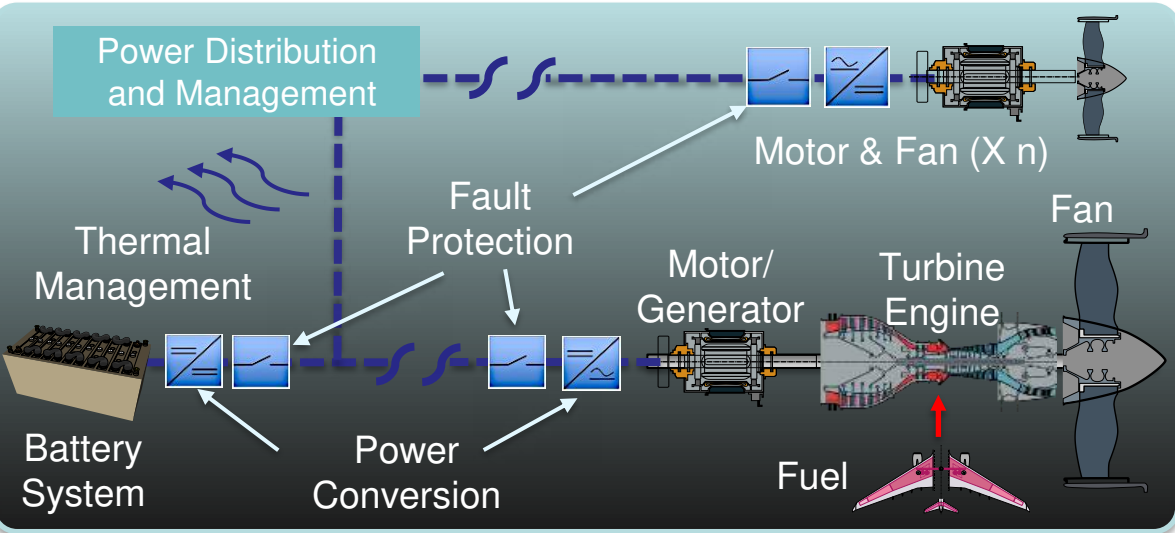 Power Distribution
and Management
Motor & Fan (X n)
Fault
Protection
Fan
Thermal
Management
Motor/
Generator
Turbine
Engine
Battery
System
Power
Conversion
Fuel